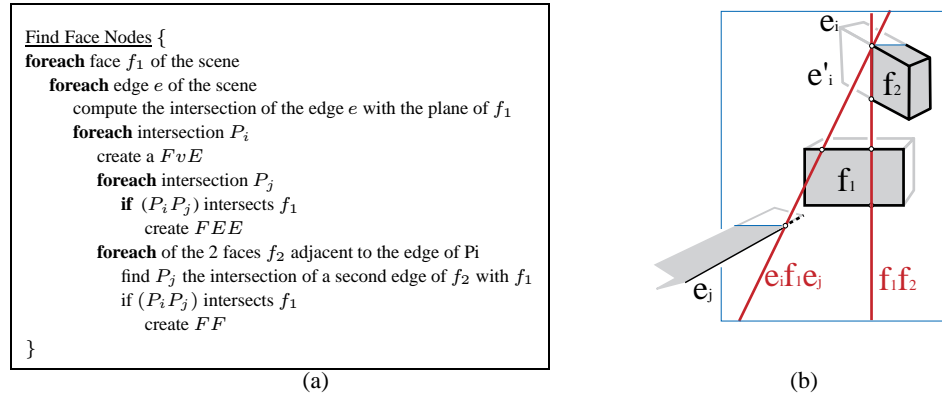 Find Face Nodes {
foreach face f₁ of the scene
foreach edge e of the scene
compute the intersection of the edge e with the plane of f₁
foreach intersection Pᵢ
create a FvE
foreach intersection Pⱼ
if (PᵢPⱼ) intersects f₁
create FEE
foreach of the 2 faces f₂ adjacent to the edge of Pi
find Pⱼ the intersection of a second edge of f₂ with f₁
if (PᵢPⱼ) intersects f₁
create FF
}
(a)
eᵢ
e'ᵢ
f₂
f₁
eⱼ
eᵢf₁eⱼ
f₁f₂
(b)